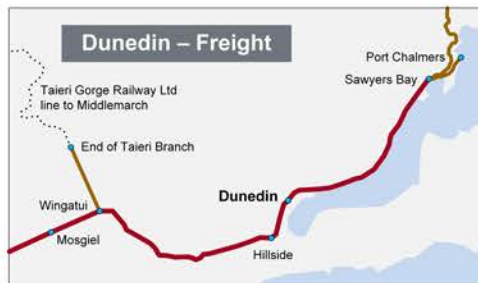 Dunedin – Freight
Port Chalmers
Sawyers Bay
Taieri Gorge Railway Ltd
line to Middlemarch
End of Taieri Branch
Wingatui
Dunedin
Mosgiel
Hillside